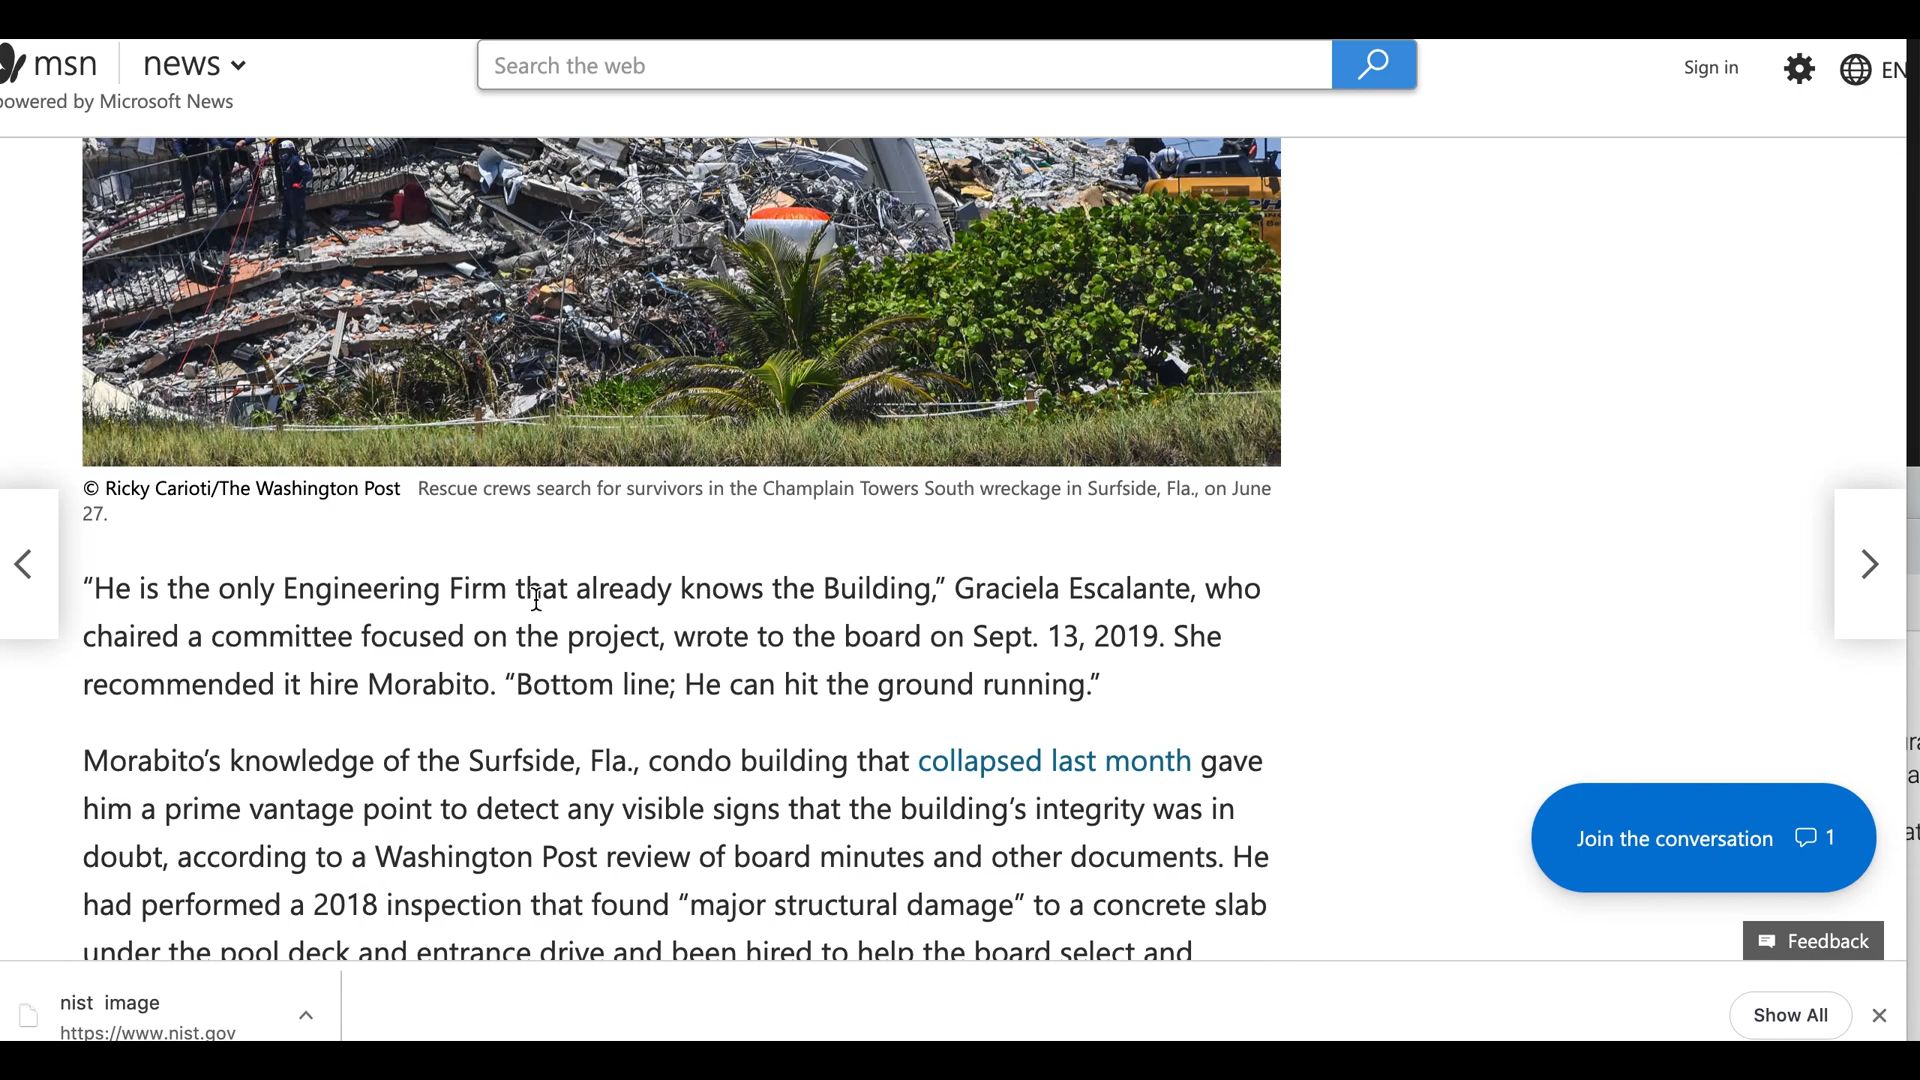 msn news
powered by Microsoft News
Search the web
Sign in
EN
© Ricky Carioti/The Washington Post Rescue crews search for survivors in the Champlain Towers South wreckage in Surfside, Fla., on June
27.
“He is the only Engineering Firm that already knows the Building,” Graciela Escalante, who
chaired a committee focused on the project, wrote to the board on Sept. 13, 2019. She
recommended it hire Morabito. “Bottom line; He can hit the ground running.”
Morabito’s knowledge of the Surfside, Fla., condo building that collapsed last month gave
him a prime vantage point to detect any visible signs that the building’s integrity was in
doubt, according to a Washington Post review of board minutes and other documents. He
had performed a 2018 inspection that found “major structural damage” to a concrete slab
under the pool deck and entrance drive and been hired to help the board select and
Join the conversation 1
Feedback
nist image
https://www.nist.gov
Show All